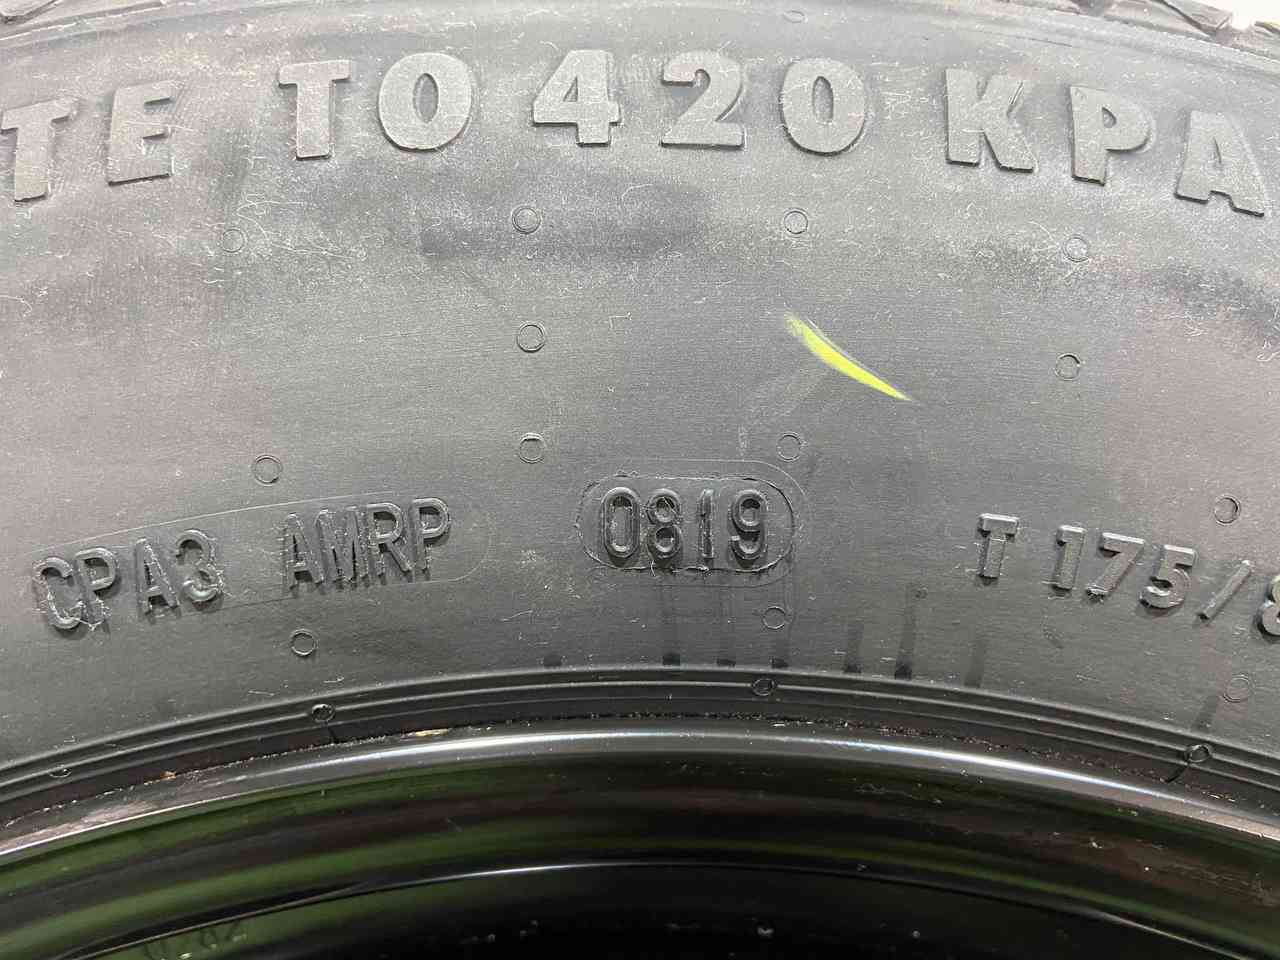 TE TO 420 KPA
CPA3 AMRP 0819 T 175/8